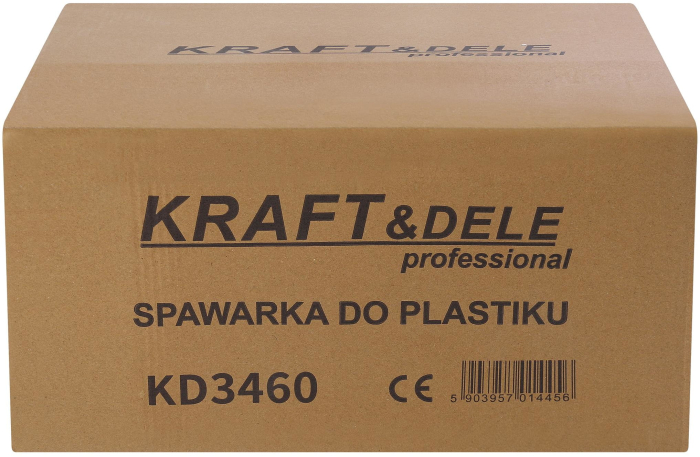 KRAFT&DELE
professional
KRAFT&DELE
professional
SPAWARKA DO PLASTIKU
KD3460 CE
5 903957 014456